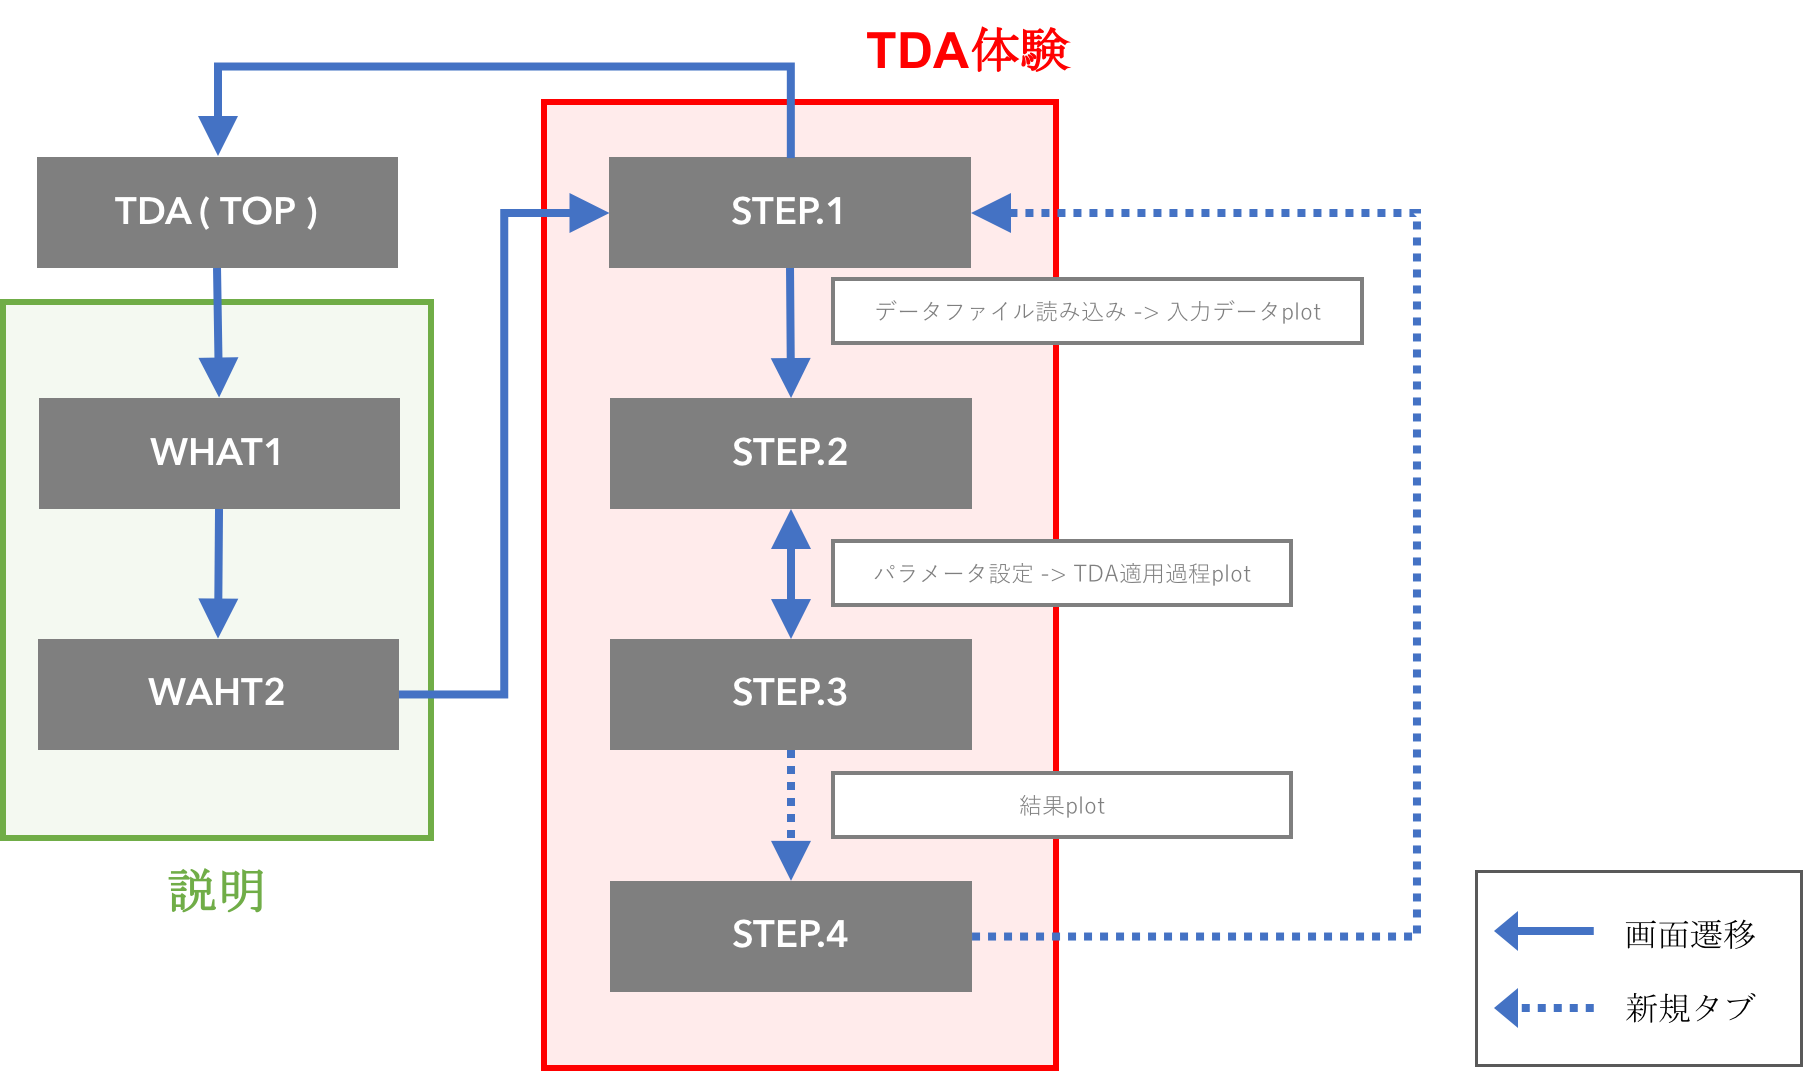 TDA体験
TDA ( TOP )
WHAT1
WAHT2
説明
STEP.1
データファイル読み込み -> 入力データplot
STEP.2
パラメータ設定 -> TDA適用過程plot
STEP.3
結果plot
STEP.4
画面遷移
新規タブ